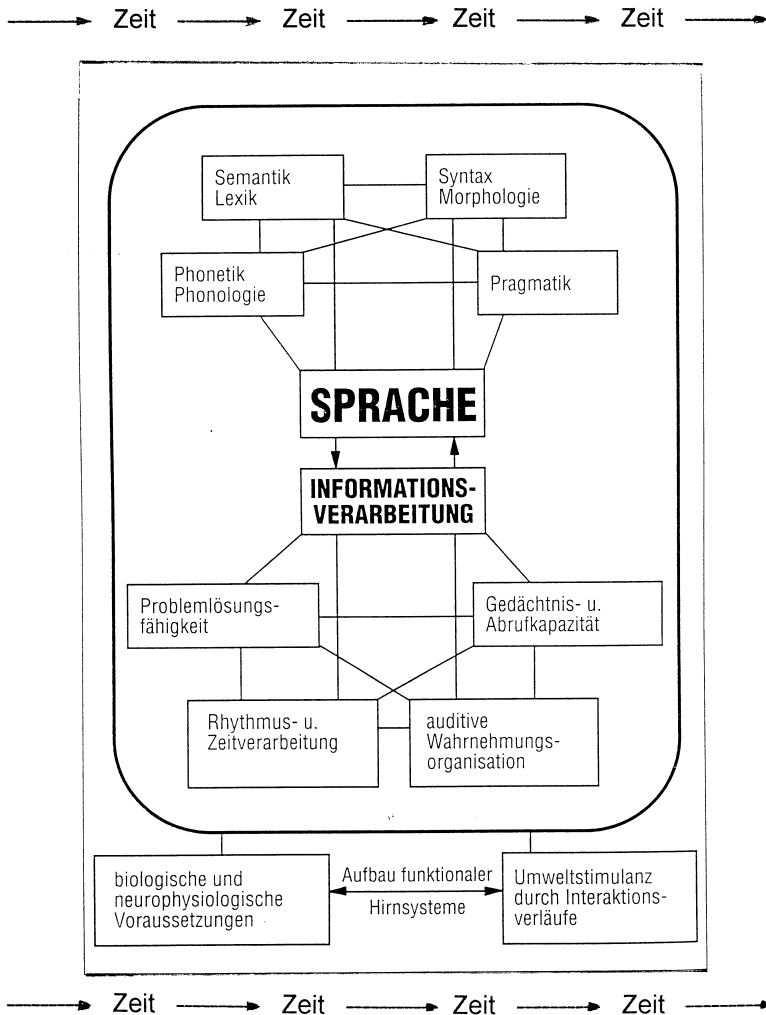 Zeit Zeit Zeit Zeit
Semantik
Lexik
Syntax
Morphologie
Phonetik
Phonologie
Pragmatik
SPRACHE
INFORMATIONS-
VERARBEITUNG
Problemlösungs-
fähigkeit
Gedächtnis- u.
Abrufkapazität
Rhythmus- u.
Zeitverarbeitung
auditive
Wahrnehmungs-
organisation
biologische und
neurophysiologische
Voraussetzungen
Aufbau funktionaler
Hirnsysteme
Umweltstimulanz
durch Interaktions-
verläufe
Zeit Zeit Zeit Zeit